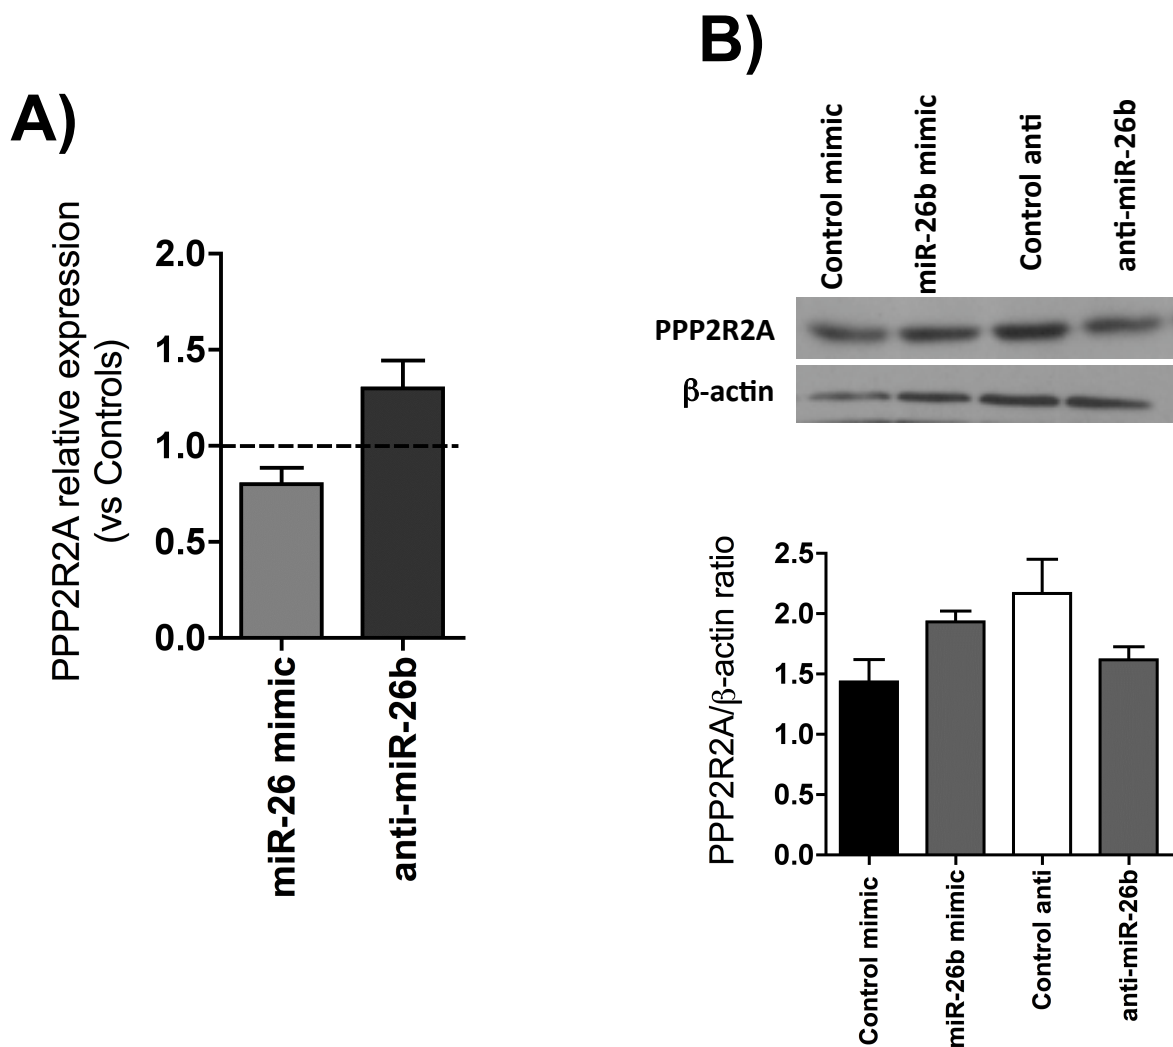 A)
PPP2R2A relative expression
(vs Controls)
2.0
1.5
1.0
0.5
0.0
miR-26 mimic
anti-miR-26b
B)
Control mimic
miR-26b mimic
Control anti
anti-miR-26b
PPP2R2A
β-actin
PPP2R2A/β-actin ratio
2.5
2.0
1.5
1.0
0.5
0.0
Control mimic
miR-26b mimic
Control anti
anti-miR-26b